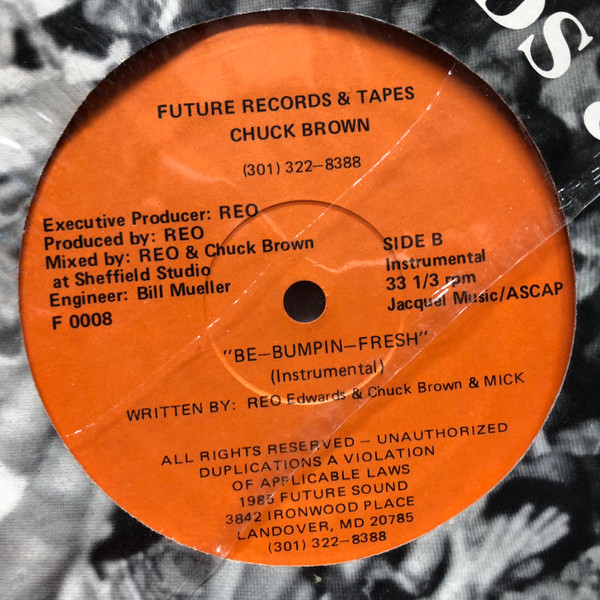 FUTURE RECORDS & TAPES
CHUCK BROWN
(301) 322–8388
Executive Producer: REO
Produced by: REO
Mixed by: REO & Chuck Brown
at Sheffield Studio
Engineer: Bill Mueller
F 0008
SIDE B
Instrumental
33 1/3 rpm
Jacquel Music/ASCAP
"BE–BUMPIN–FRESH"
(Instrumental)
WRITTEN BY: REO Edwards & Chuck Brown & MICK
ALL RIGHTS RESERVED – UNAUTHORIZED
DUPLICATIONS A VIOLATION
OF APPLICABLE LAWS
1985 FUTURE SOUND
3842 IRONWOOD PLACE
LANDOVER, MD 20785
(301) 322–8388